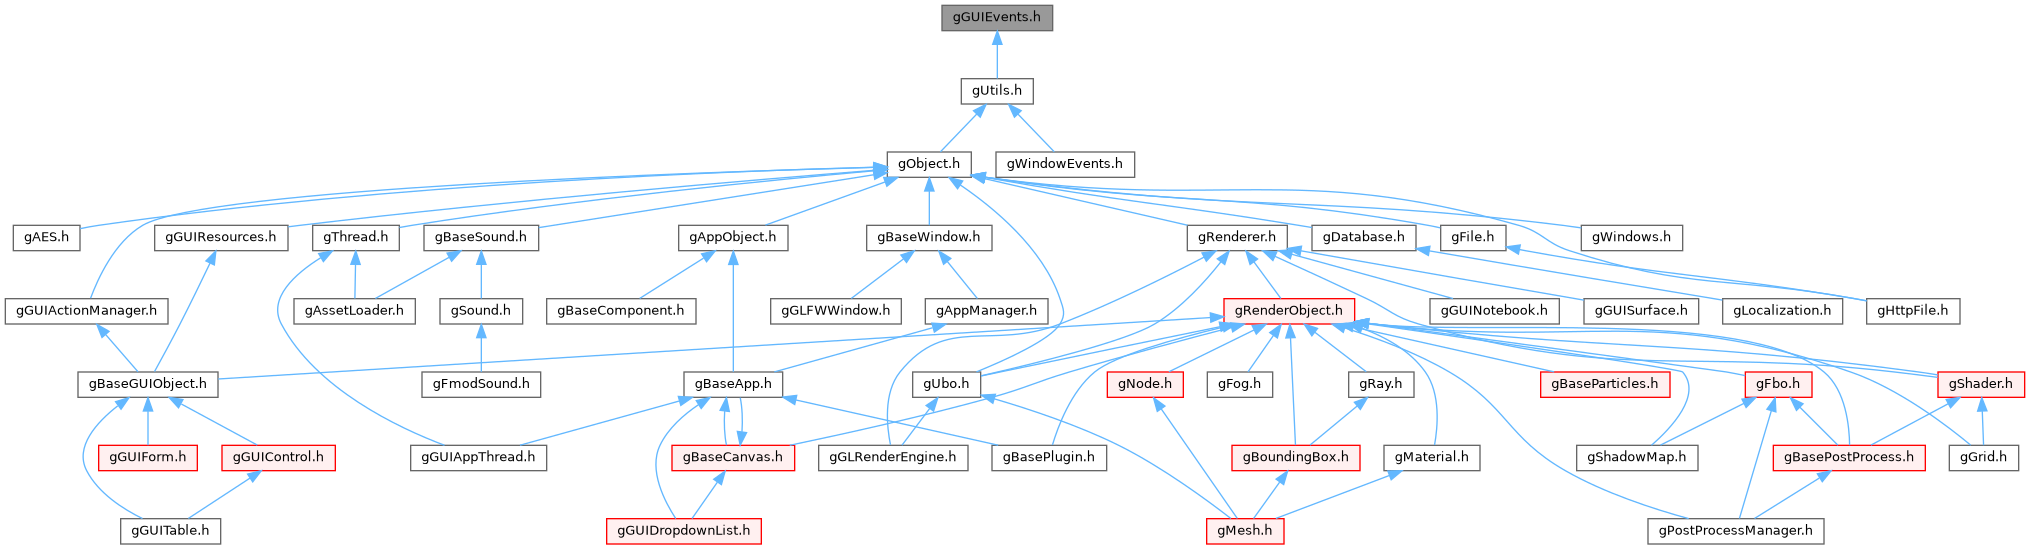 gGUIEvents.h
gUtils.h
gObject.h
gWindowEvents.h
gAES.h
gGUIResources.h
gThread.h
gBaseSound.h
gAppObject.h
gBaseWindow.h
gRenderer.h
gDatabase.h
gFile.h
gWindows.h
gGUIActionManager.h
gAssetLoader.h
gSound.h
gBaseComponent.h
gGLFWWindow.h
gAppManager.h
gRenderObject.h
gGUINotebook.h
gGUISurface.h
gLocalization.h
gHttpFile.h
gBaseGUIObject.h
gFmodSound.h
gBaseApp.h
gUbo.h
gNode.h
gFog.h
gRay.h
gBaseParticles.h
gFbo.h
gShader.h
gGUIForm.h
gGUIControl.h
gGUIAppThread.h
gBaseCanvas.h
gGLRenderEngine.h
gBasePlugin.h
gBoundingBox.h
gMaterial.h
gShadowMap.h
gBasePostProcess.h
gGrid.h
gGUITable.h
gGUIDropdownList.h
gMesh.h
gPostProcessManager.h